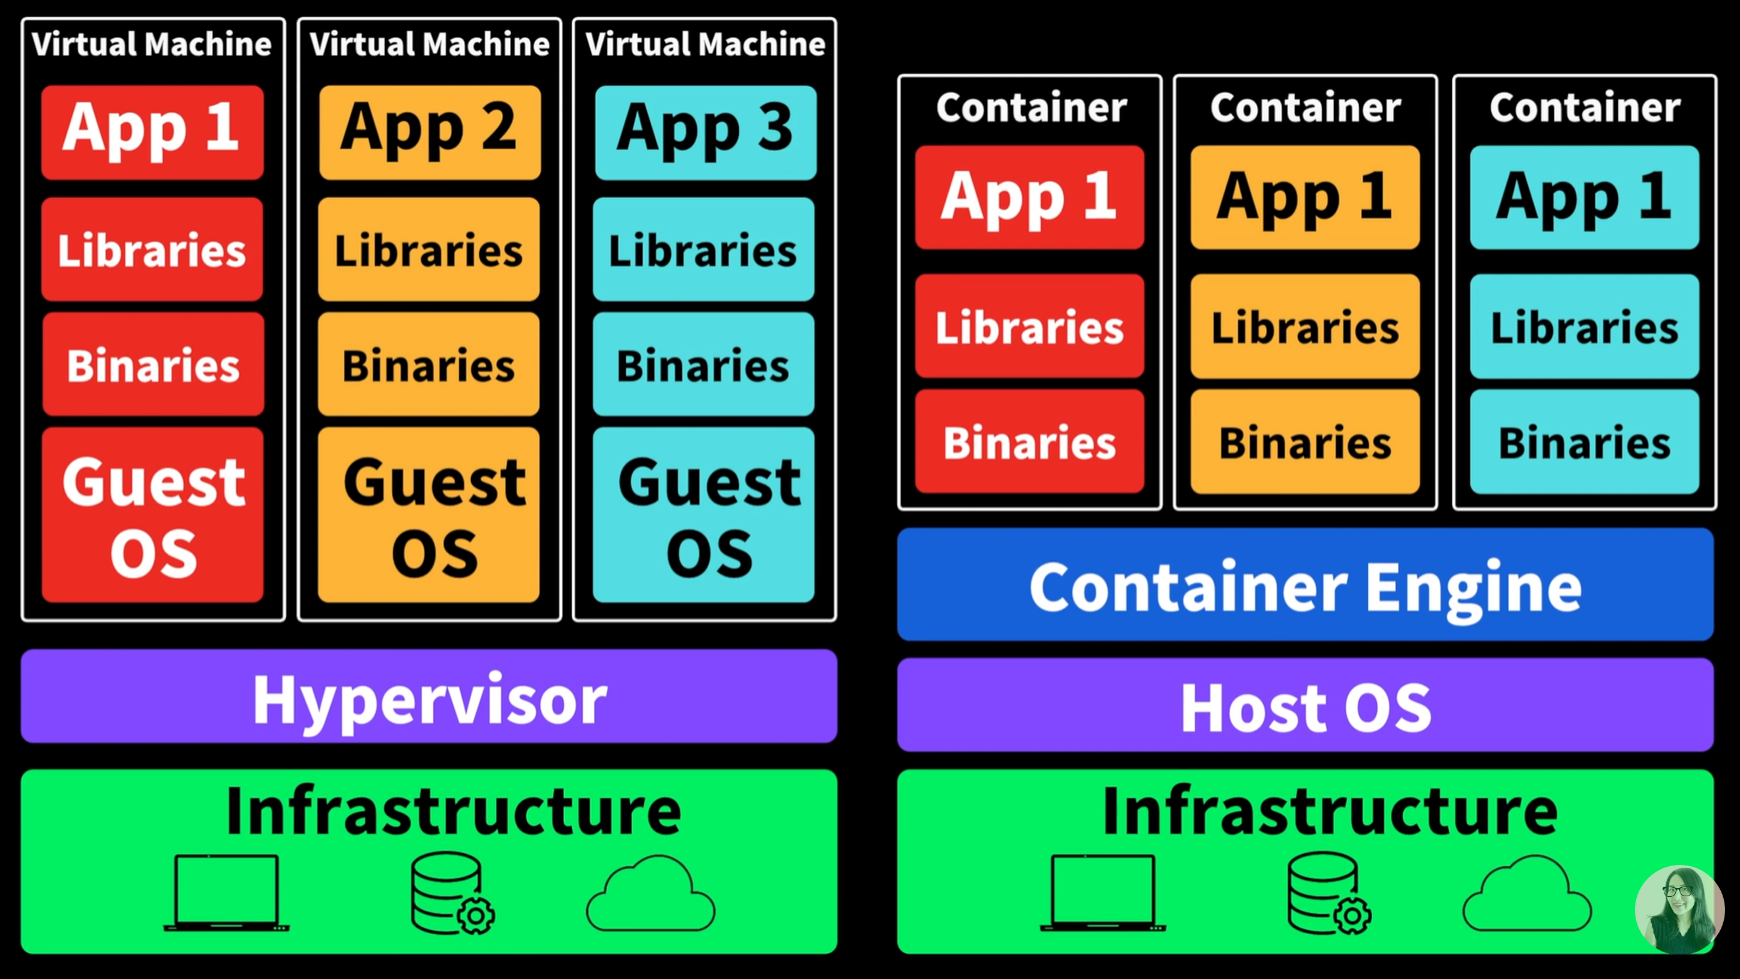 Virtual Machine
App 1
Libraries
Binaries
Guest
OS
Virtual Machine
App 2
Libraries
Binaries
Guest
OS
Virtual Machine
App 3
Libraries
Binaries
Guest
OS
Hypervisor
Infrastructure
Container
App 1
Libraries
Binaries
Container
App 1
Libraries
Binaries
Container
App 1
Libraries
Binaries
Container Engine
Host OS
Infrastructure